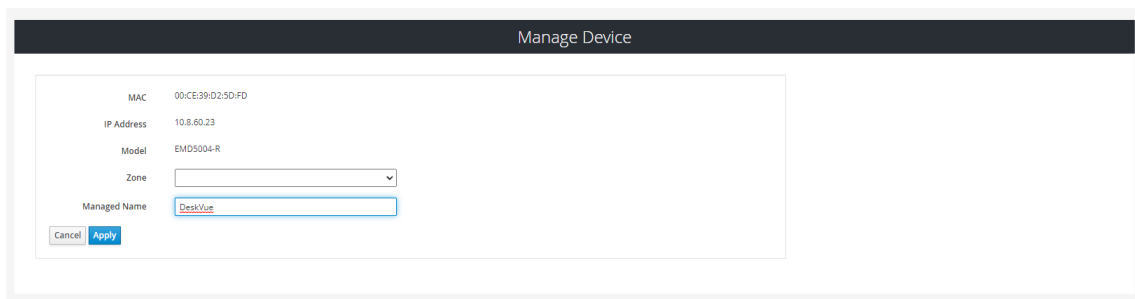 Manage Device
MAC 00:CE:39:D2:5D:FD
IP Address 10.8.60.23
Model EMD5004-R
Zone
Managed Name DeskVue
Cancel Apply